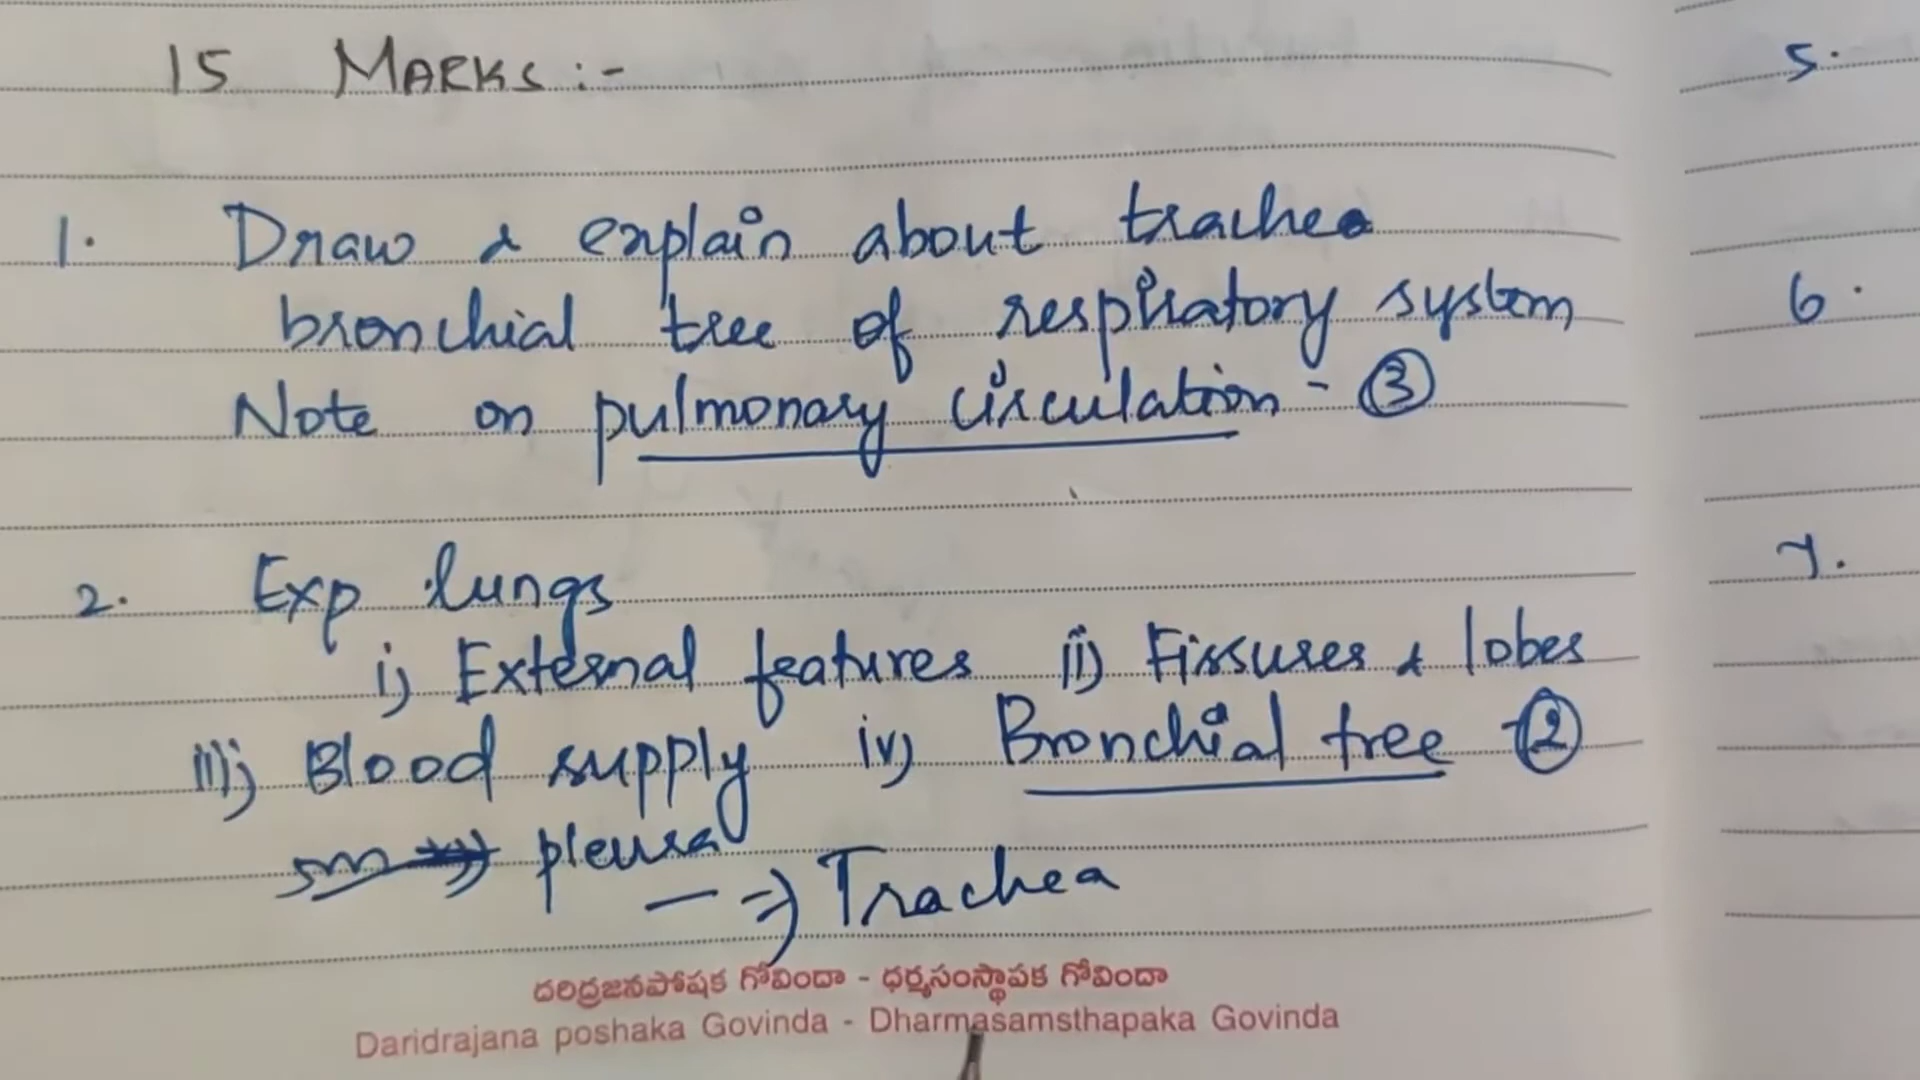 15 MARKS:-
1. Draw & explain about trachea
bronchial tree of respiratory system
Note on pulmonary circulation - ③
2. Exp lungs
i) External features ii) Fissures & lobes
iii) Blood supply iv) Bronchial tree - ②
pleura
— => Trachea
దరిద్రజనపోషక గోవిందా - ధర్మసంస్థాపక గోవిందా
Daridrajana poshaka Govinda - Dharmasamsthapaka Govinda
5.
6.
7.